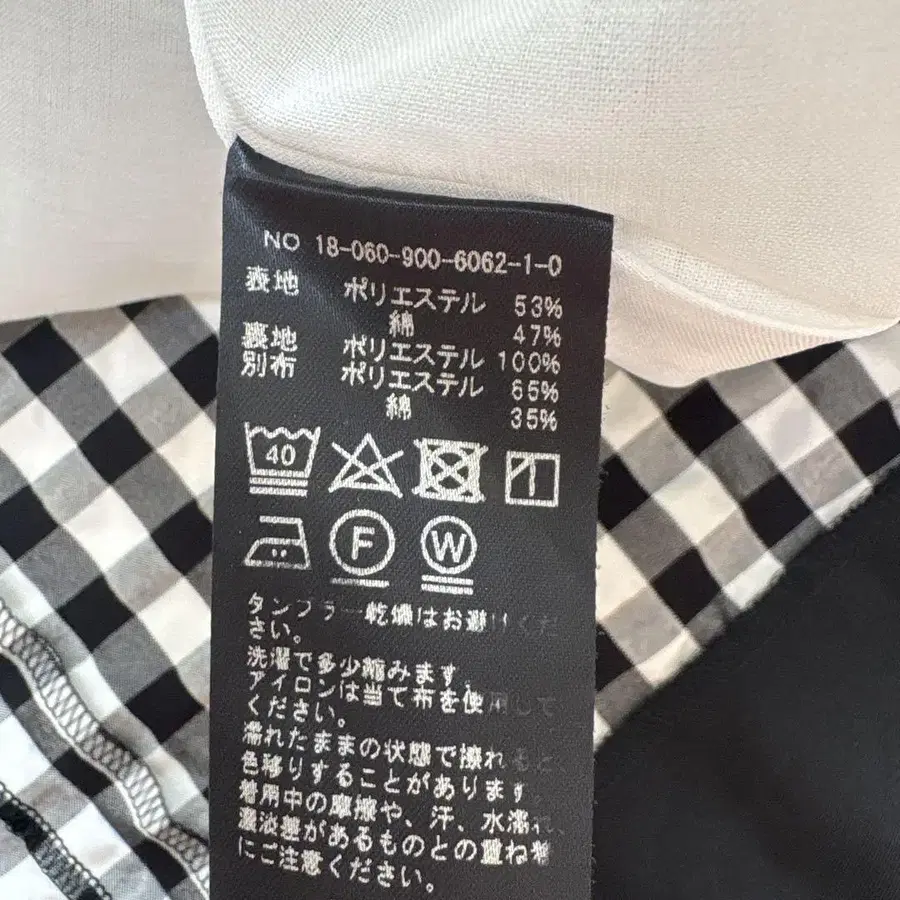 NO 18-060-900-6062-1-0
表地 ポリエステル 53%
綿 47%
裏地 ポリエステル 100%
別布 ポリエステル 65%
綿 35%
40
F W
タンブラー乾燥はお避けくだ
さい。
洗濯で多少縮みます。
アイロンは当て布を使用して
ください。
濡れたままの状態で擦れると、
色移りすることがあります。
着用中の摩擦や、汗、水濡れ、
濃淡差があるものとの重ね着
にご注意ください。